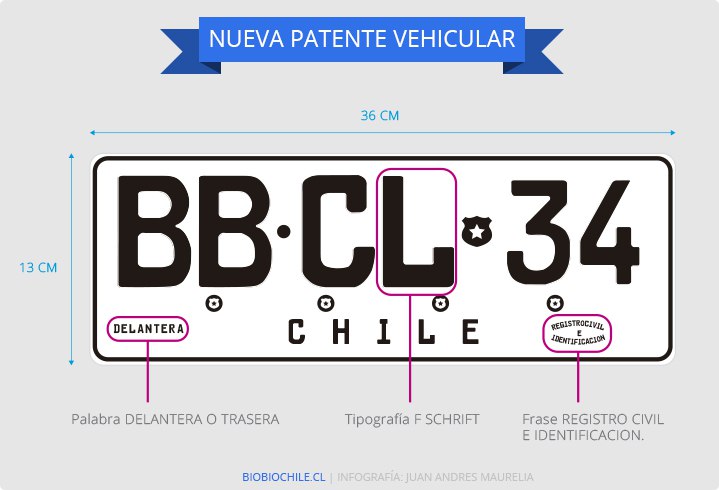 NUEVA PATENTE VEHICULAR
36 CM
13 CM
BB·CL 34
DELANTERA
CHILE
REGISTROCIVIL
E
IDENTIFICACION
Palabra DELANTERA O TRASERA
Tipografía F SCHRIFT
Frase REGISTRO CIVIL
E IDENTIFICACION.
BIOBIOCHILE.CL | INFOGRAFÍA: JUAN ANDRES MAURELIA